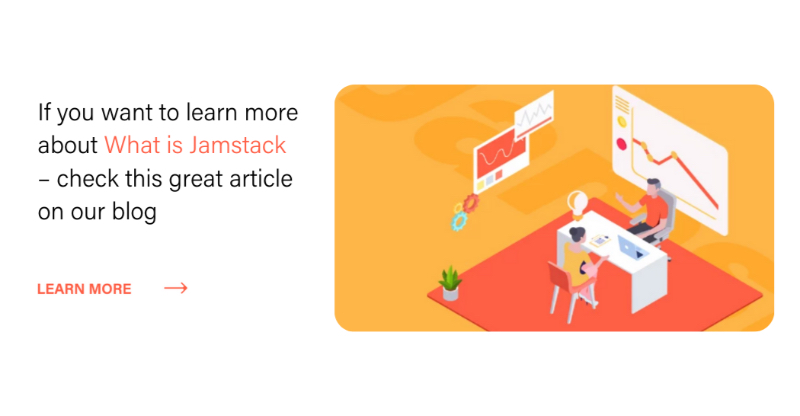 If you want to learn more
about What is Jamstack
– check this great article
on our blog
LEARN MORE